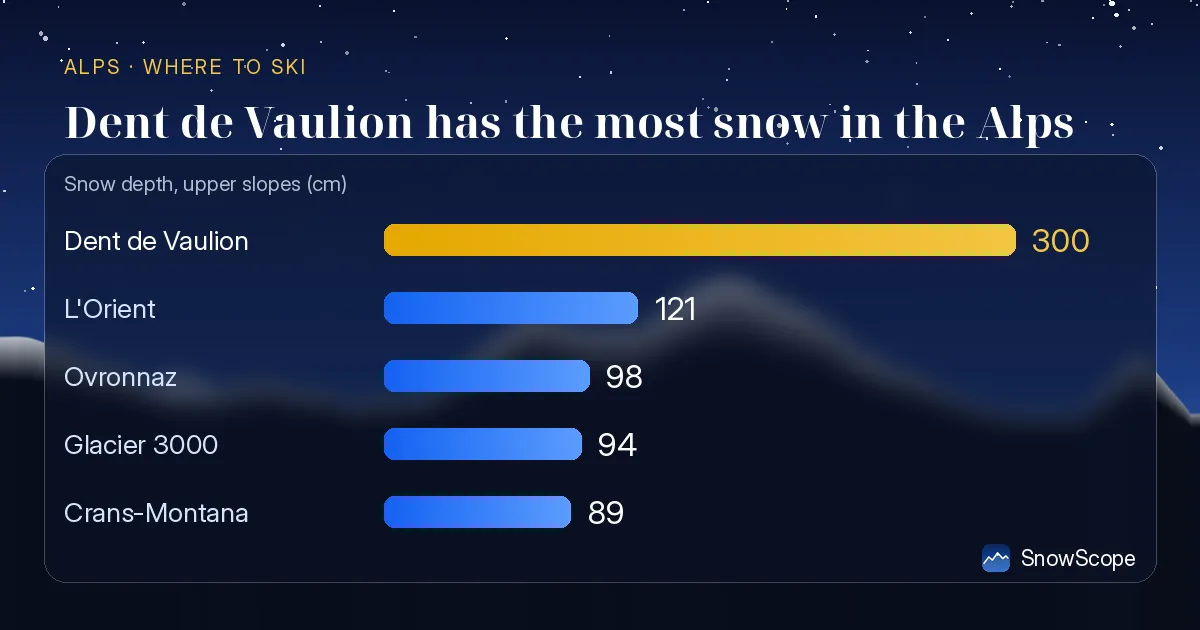 ALPS · WHERE TO SKI
Dent de Vaulion has the most snow in the Alps
Snow depth, upper slopes (cm)
Dent de Vaulion 300
L'Orient 121
Ovronnaz 98
Glacier 3000 94
Crans-Montana 89
SnowScope